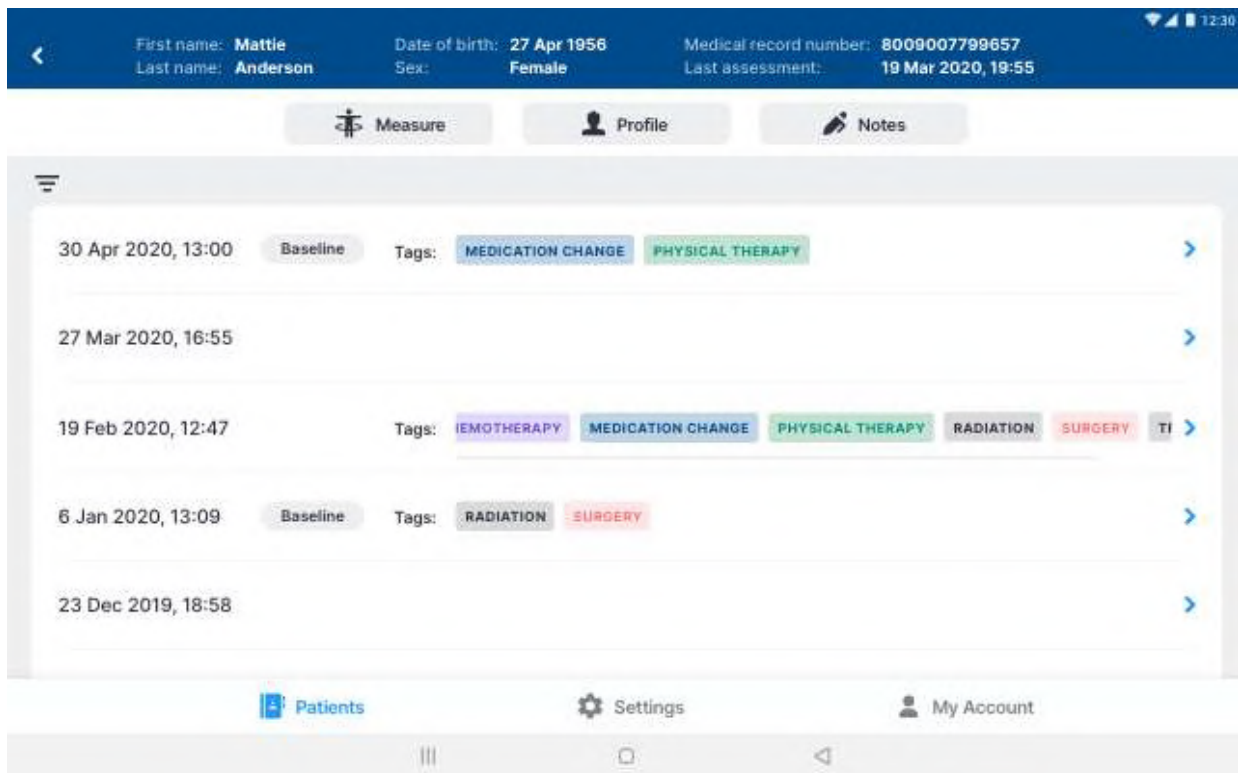 12:30
First name: Mattie Date of birth: 27 Apr 1956 Medical record number: 8009007799657
Last name: Anderson Sex: Female Last assessment: 19 Mar 2020, 19:55
Measure Profile Notes
30 Apr 2020, 13:00 Baseline Tags: MEDICATION CHANGE PHYSICAL THERAPY
27 Mar 2020, 16:55
19 Feb 2020, 12:47 Tags: IEMOTHERAPY MEDICATION CHANGE PHYSICAL THERAPY RADIATION SURGERY
6 Jan 2020, 13:09 Baseline Tags: RADIATION SURGERY
23 Dec 2019, 18:58
Patients Settings My Account